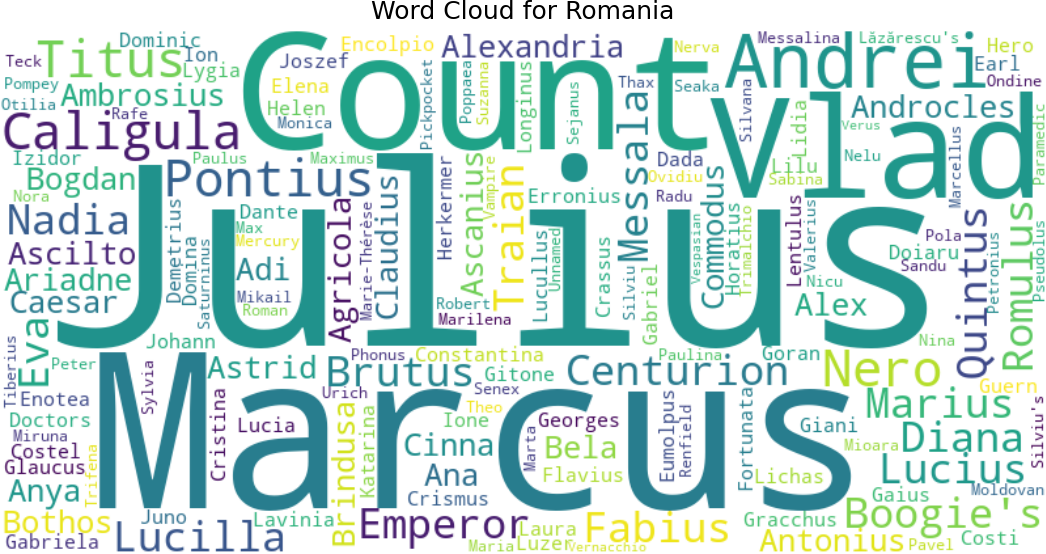 Word Cloud for Romania
Teck
Titus
Dominic
Ion
Lygia
Pompey
Otilia
Ambrosius
Rafe
Caligula
Count
Joszef
Encolpio
Elena
Helen
Monica
Alexandria
Pickpocket
Poppaea
Suzanna
Longinus
Sejanus
Thax
Nerva
Seaka
Messala
Andrei
Messalina
Silvana
Lăzărescu's
Hero
Earl
Ondine
Androcles
Vlad
Lidia
Verus
Nelu
Marcellus
Paramedic
Izidor
Bogdan
Nora
Paulus
Pontius
Maximus
Nadia
Ascilto
Ariadne
Caesar
Demetrius
Domina
Saturninus
Julius
Dante
Max
Mercury
Adi
Mikail
Roman
Agricola
Marie-Thérèse
Claudius
Herkermer
Ascanius
Vampire
Traian
Robert
Marilena
Erronius
Lucullus
Unnamed
Crassus
Silviu
Gabriel
Dada
Ovidiu
Radu
Vespasian
Commodus
Horatius
Trimalchio
Lilu
Sabina
Lentulus
Valerius
Nicu
Alex
Doiaru
Pola
Sandu
Quintus
Petronius
Romulus
Pseudolus
Nina
Tiberius
Eva
Peter
Johann
Astrid
Enotea
Sylvia
Doctors
Miruna
Costel
Glaucus
Anya
Trifena
Marcus
Cristina
Lucia
Phonus
Brutus
Urich
Constantina
Gitone
Senex
Theo
Centurion
Paulina
Goran
Nero
Guern
Brindusa
Katarina
Ione
Cinna
Ana
Crismus
Marta
Georges
Bela
Flavius
Eumolpus
Renfield
Fortunata
Lichas
Giani
Mioara
Marius
Diana
Lucius
Silviu's
Moldovan
Bothos
Gabriela
Juno
Lucilla
Lavinia
Emperor
Maria
Laura
Luzer
Vernacchio
Fabius
Gracchus
Antonius
Gaius
Boogie's
Pavel
Costi